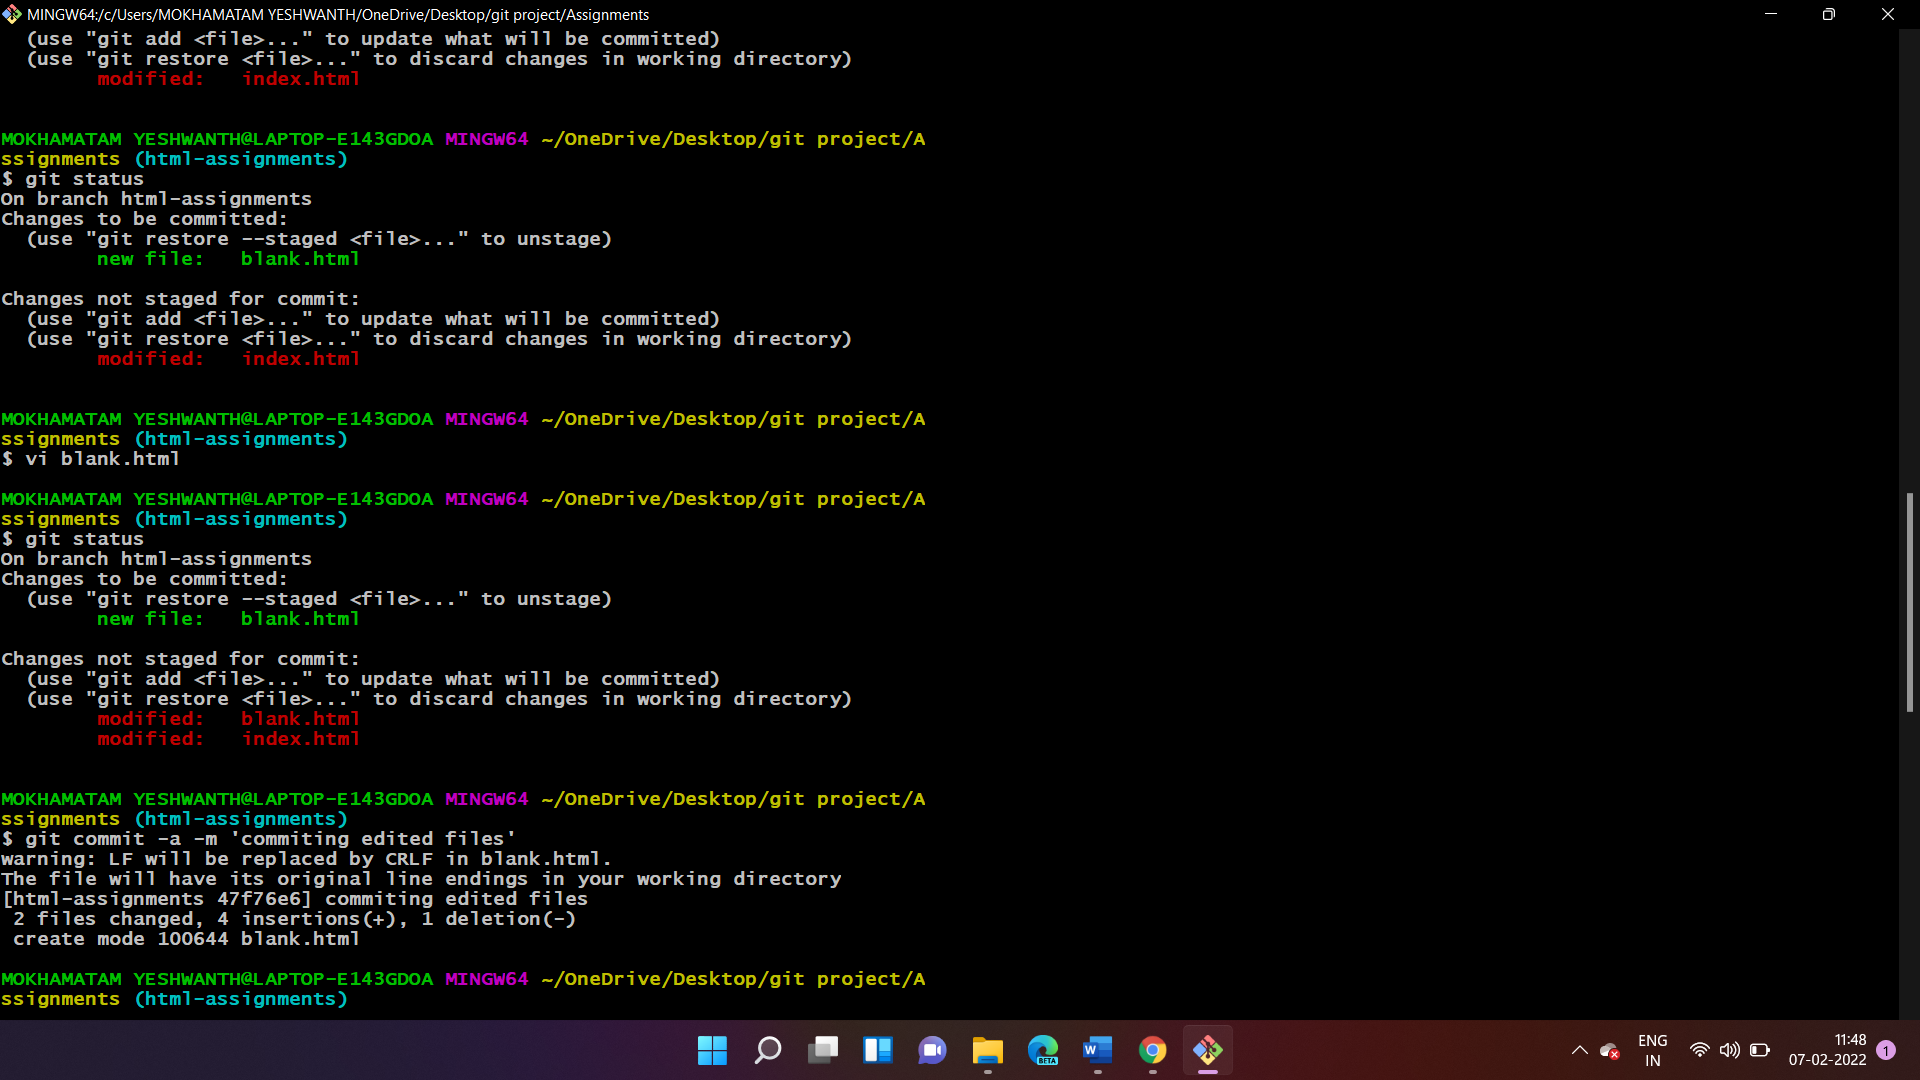 MINGW64:/c/Users/MOKHAMATAM YESHWANTH/OneDrive/Desktop/git project/Assignments
(use "git add <file>..." to update what will be committed)
(use "git restore <file>..." to discard changes in working directory)
modified: index.html
MOKHAMATAM YESHWANTH@LAPTOP-E143GDOA MINGW64 ~/OneDrive/Desktop/git project/A
ssignments (html-assignments)
$ git status
On branch html-assignments
Changes to be committed:
(use "git restore --staged <file>..." to unstage)
new file: blank.html
Changes not staged for commit:
(use "git add <file>..." to update what will be committed)
(use "git restore <file>..." to discard changes in working directory)
modified: index.html
MOKHAMATAM YESHWANTH@LAPTOP-E143GDOA MINGW64 ~/OneDrive/Desktop/git project/A
ssignments (html-assignments)
$ vi blank.html
MOKHAMATAM YESHWANTH@LAPTOP-E143GDOA MINGW64 ~/OneDrive/Desktop/git project/A
ssignments (html-assignments)
$ git status
On branch html-assignments
Changes to be committed:
(use "git restore --staged <file>..." to unstage)
new file: blank.html
Changes not staged for commit:
(use "git add <file>..." to update what will be committed)
(use "git restore <file>..." to discard changes in working directory)
modified: blank.html
modified: index.html
MOKHAMATAM YESHWANTH@LAPTOP-E143GDOA MINGW64 ~/OneDrive/Desktop/git project/A
ssignments (html-assignments)
$ git commit -a -m 'commiting edited files'
warning: LF will be replaced by CRLF in blank.html.
The file will have its original line endings in your working directory
[html-assignments 47f76e6] commiting edited files
2 files changed, 4 insertions(+), 1 deletion(-)
create mode 100644 blank.html
MOKHAMATAM YESHWANTH@LAPTOP-E143GDOA MINGW64 ~/OneDrive/Desktop/git project/A
ssignments (html-assignments)
BETA
W
ENG
IN
11:48
07-02-2022
1